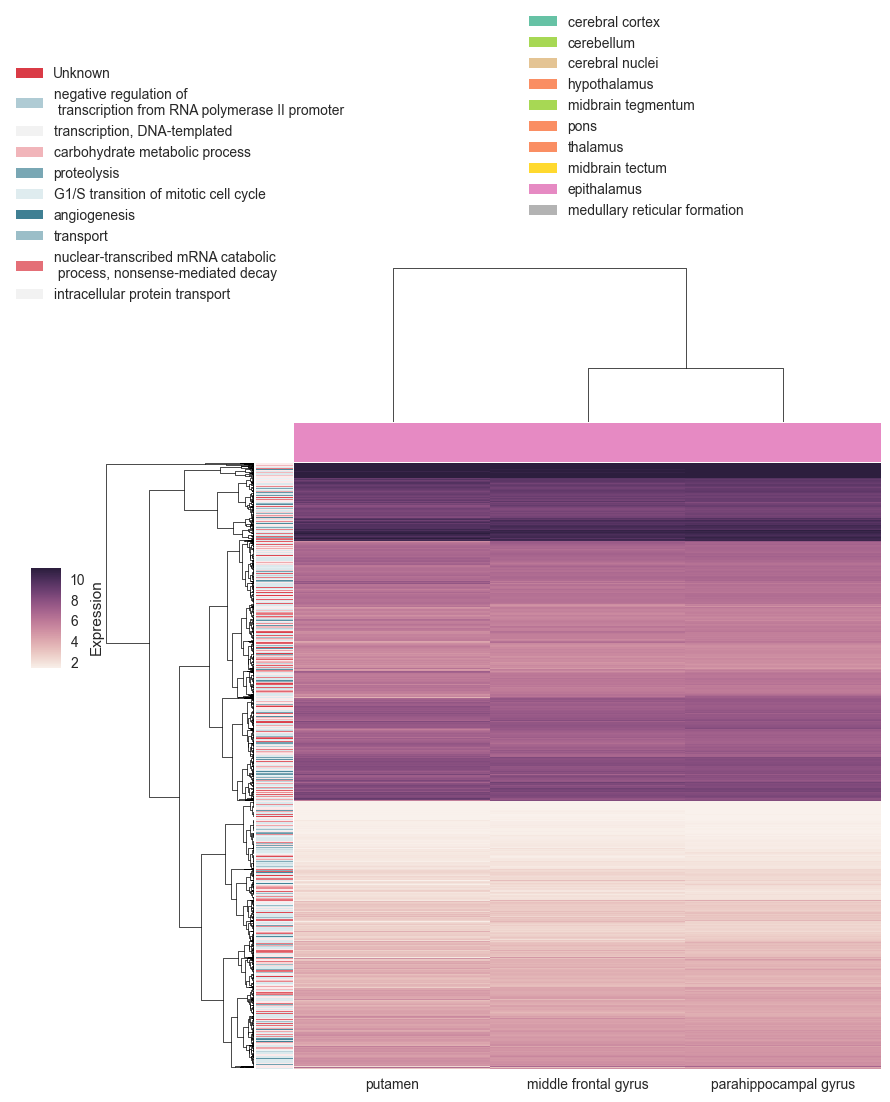 cerebral cortex
cerebellum
cerebral nuclei
hypothalamus
midbrain tegmentum
pons
thalamus
midbrain tectum
epithalamus
medullary reticular formation
Unknown
negative regulation of
transcription from RNA polymerase II promoter
transcription, DNA-templated
carbohydrate metabolic process
proteolysis
G1/S transition of mitotic cell cycle
angiogenesis
transport
nuclear-transcribed mRNA catabolic
process, nonsense-mediated decay
intracellular protein transport
10
8
6
4
2
Expression
putamen
middle frontal gyrus
parahippocampal gyrus